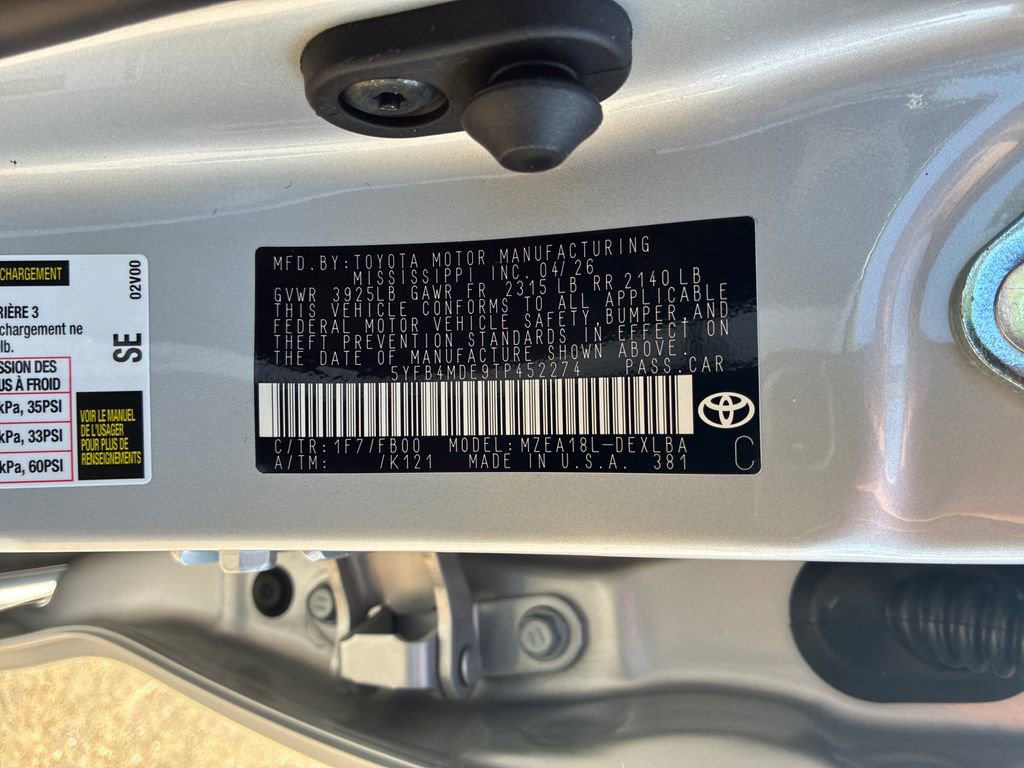 CHARGEMENT
02V00
RIÈRE 3
chargement ne
lb.
SE
SSION DES
US À FROID
kPa, 35PSI
kPa, 33PSI
kPa, 60PSI
VOIR LE MANUEL
DE L'USAGER
POUR PLUS DE
RENSEIGNEMENTS
MFD.BY:TOYOTA MOTOR MANUFACTURING
MISSISSIPPI INC.04/26
GVWR 3925LB GAWR FR 2315 LB RR 2140 LB
THIS VEHICLE CONFORMS TO ALL APPLICABLE
FEDERAL MOTOR VEHICLE SAFETY, BUMPER,AND
THEFT PREVENTION STANDARDS IN EFFECT ON
THE DATE OF MANUFACTURE SHOWN ABOVE.
5YFB4MDE9TP452274 PASS.CAR
C/TR:1F7/FB00 MODEL:MZEA18L-DEXLBA
A/TM: /K121 MADE IN U.S.A. 381
C